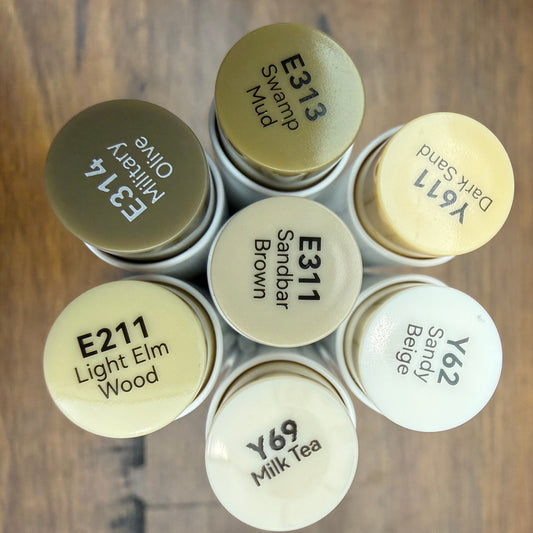 E313
Swamp
Mud
E314
Military
Olive
Y611
Dark Sand
E311
Sandbar
Brown
E211
Light Elm
Wood
Y62
Sandy
Beige
Y69
Milk Tea